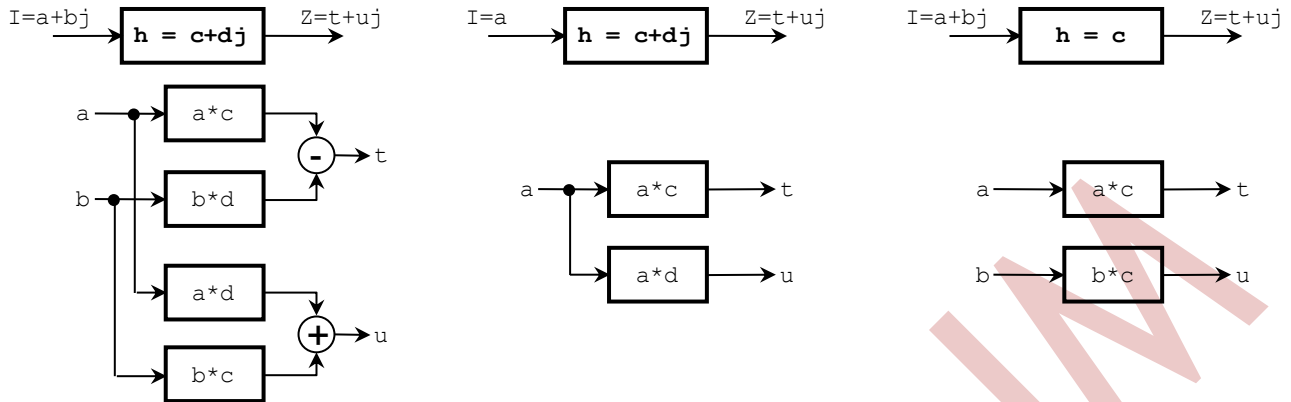 I=a+bj
h = c+dj
Z=t+uj
a
a*c
-
t
b
b*d
a*d
+
u
b*c
I=a
h = c+dj
Z=t+uj
a
a*c
t
a*d
u
I=a+bj
h = c
Z=t+uj
a
a*c
t
b
b*c
u